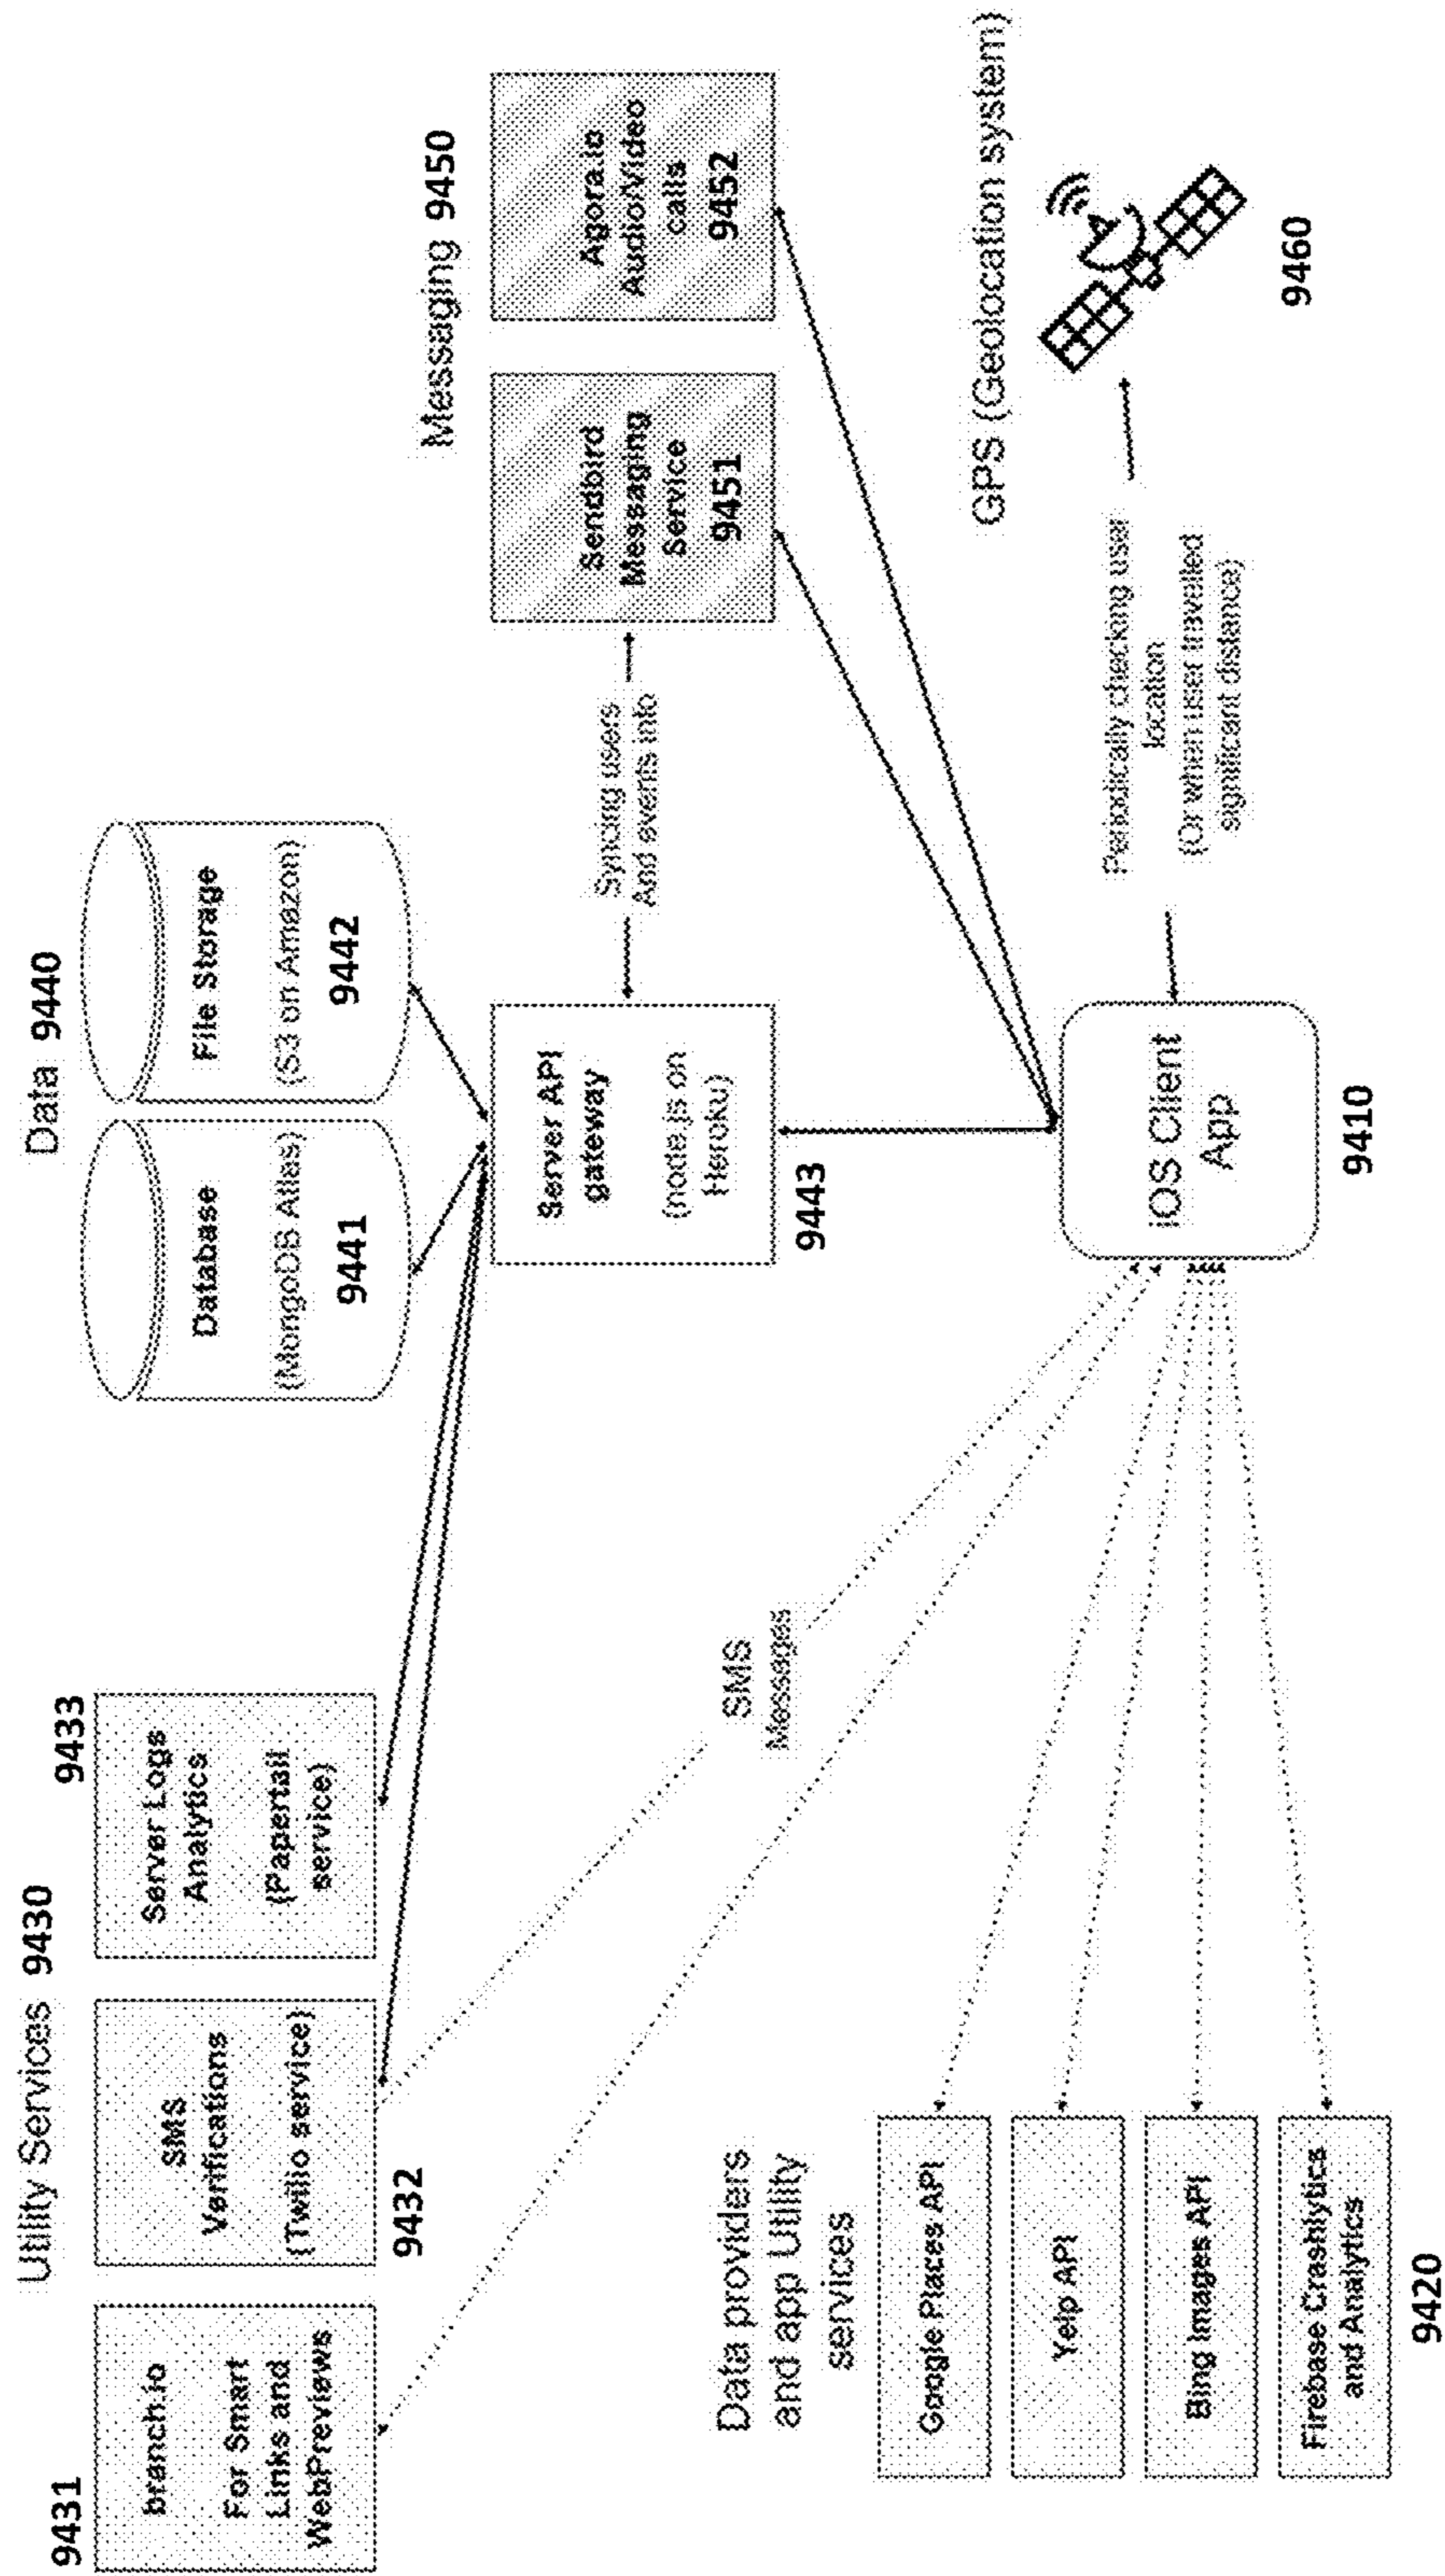 Utility Services 9430
9431
branch.io
For Smart
Links and
WebPreviews
SMS
Verifications
(Twilio service)
9432
9433
Server Logs
Analytics
(Papertail
service)
Data 9440
Database
(MongoDB Atlas)
9441
File Storage
(S3 on Amazon)
9442
Server API
gateway
(node.js on
Heroku)
9443
Syncing users
And events into
Messaging 9450
Sendbird
Messaging
Service
9451
Agora.io
Audio/Video
calls
9452
SMS
Messages
Data providers
and app Utility
services
Google Places API
Yelp API
Bing Images API
Firebase Crashlytics
and Analytics
9420
iOS Client
App
9410
Periodically checking user
location
(Or when user travelled
significant distance)
GPS (Geolocation system)
9460